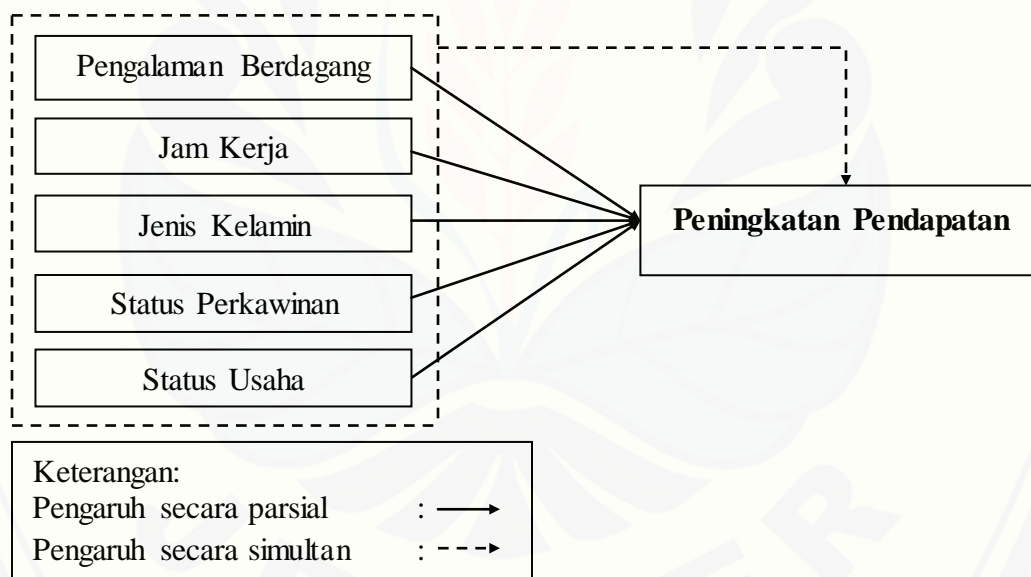 Pengalaman Berdagang
Jam Kerja
Jenis Kelamin
Status Perkawinan
Status Usaha
Peningkatan Pendapatan
Keterangan:
Pengaruh secara parsial :
Pengaruh secara simultan :